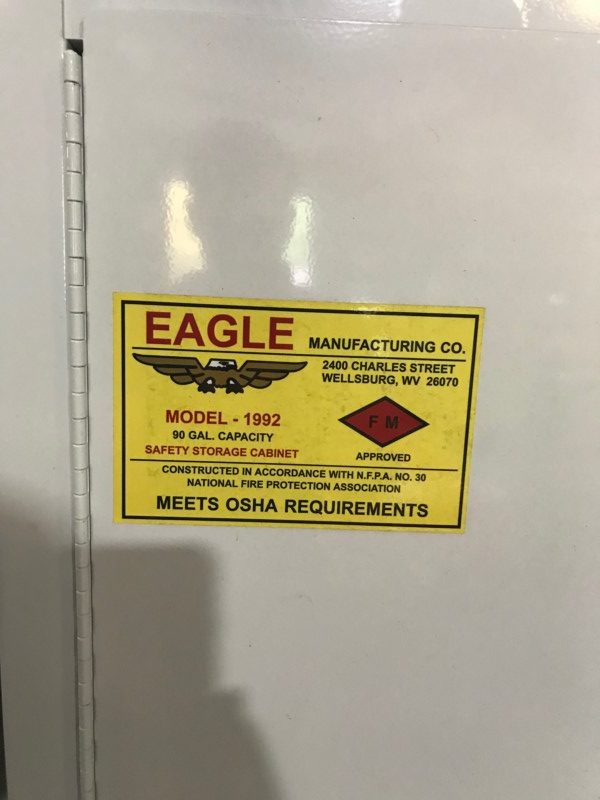 EAGLE MANUFACTURING CO.
2400 CHARLES STREET
WELLSBURG, WV 26070
MODEL - 1992
90 GAL. CAPACITY
SAFETY STORAGE CABINET
F M
APPROVED
CONSTRUCTED IN ACCORDANCE WITH N.F.P.A. NO. 30
NATIONAL FIRE PROTECTION ASSOCIATION
MEETS OSHA REQUIREMENTS